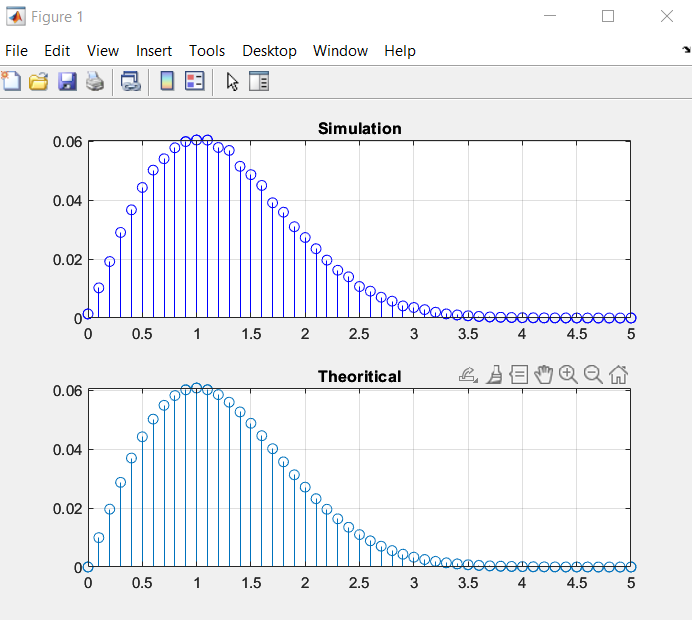 Figure 1
File Edit View Insert Tools Desktop Window Help
Simulation
0.06
0.04
0.02
0
0 0.5 1 1.5 2 2.5 3 3.5 4 4.5 5
Theoritical
0.06
0.04
0.02
0
0 0.5 1 1.5 2 2.5 3 3.5 4 4.5 5